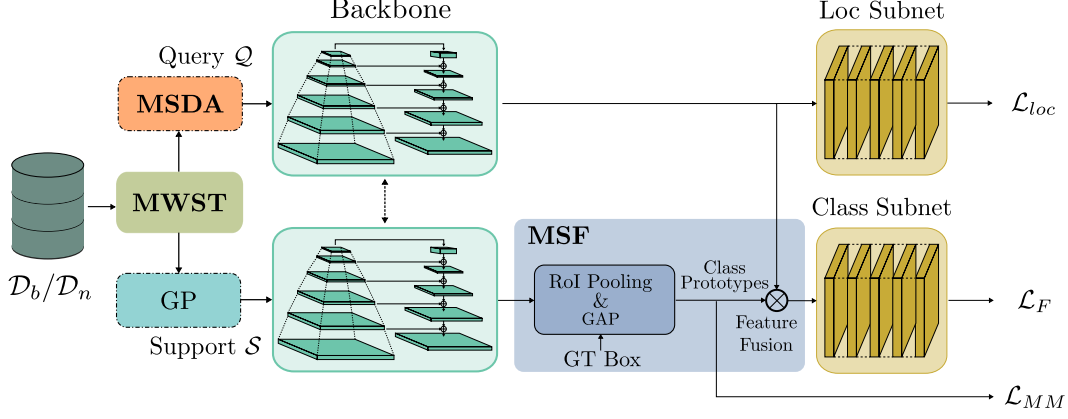 Backbone
Loc Subnet
Query 𝒬
MSDA
ℒ_loc
MWST
𝒟_b/𝒟_n
Class Subnet
MSF
GP
RoI Pooling
&
GAP
Class
Prototypes
ℒ_F
Feature
Fusion
Support 𝒮
GT Box
ℒ_MM